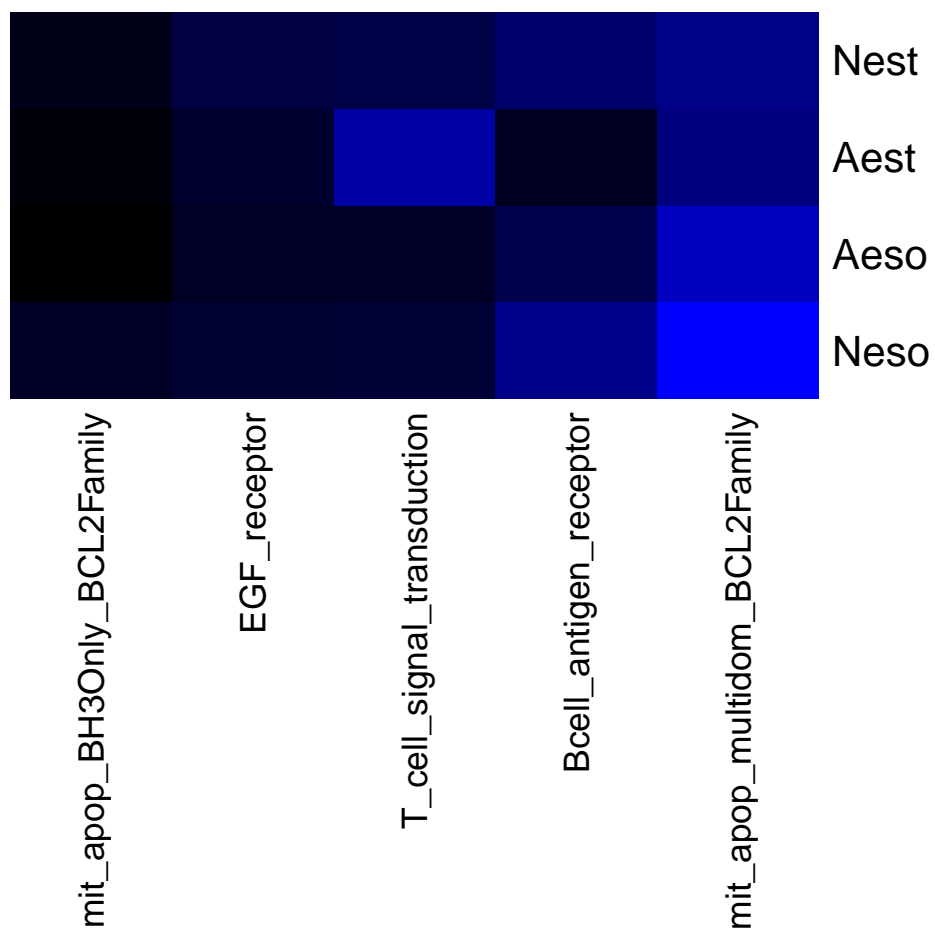 Nest
Aest
Aeso
Neso
mit_apop_BH3Only_BCL2Family
EGF_receptor
T_cell_signal_transduction
Bcell_antigen_receptor
mit_apop_multidom_BCL2Family